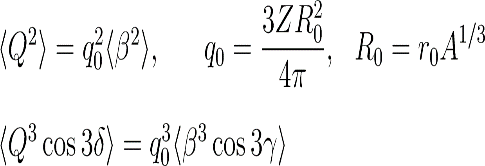 ⟨Q²⟩ = q₀²⟨β²⟩, q₀ = 3ZR₀² / 4π, R₀ = r₀A^{1/3}
⟨Q³ cos 3δ⟩ = q₀³⟨β³ cos 3γ⟩